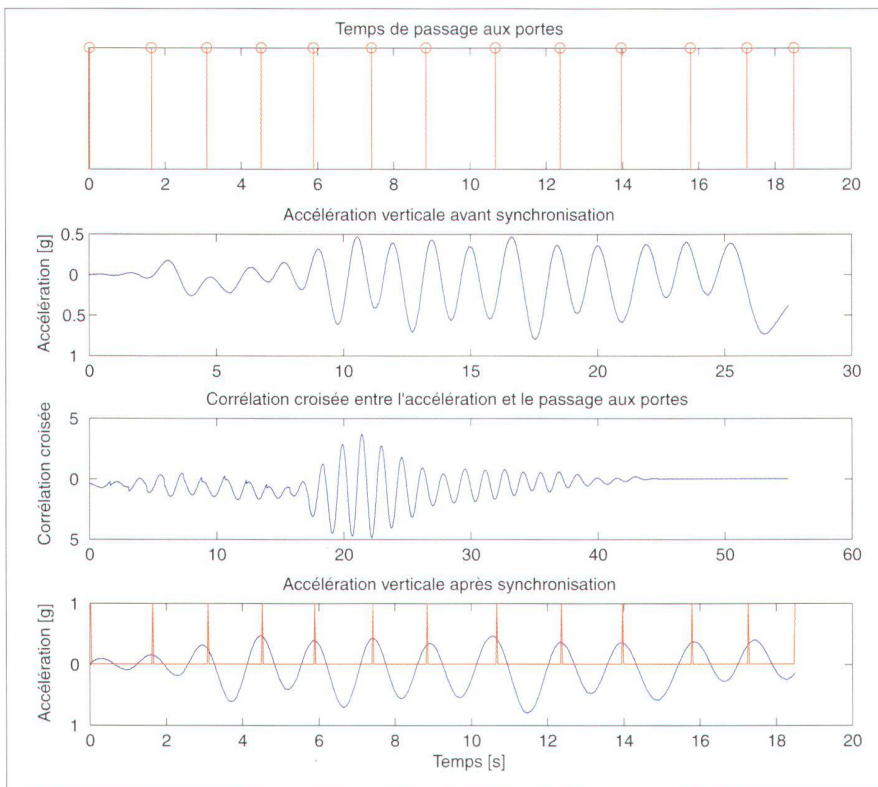 Temps de passage aux portes
0 2 4 6 8 10 12 14 16 18 20
Accélération verticale avant synchronisation
Accélération [g]
0.5
0
0.5
1
0 5 10 15 20 25 30
Corrélation croisée entre l'accélération et le passage aux portes
Corrélation croisée
5
0
5
0 10 20 30 40 50 60
Accélération verticale après synchronisation
Accélération [g]
1
0
1
0 2 4 6 8 10 12 14 16 18 20
Temps [s]